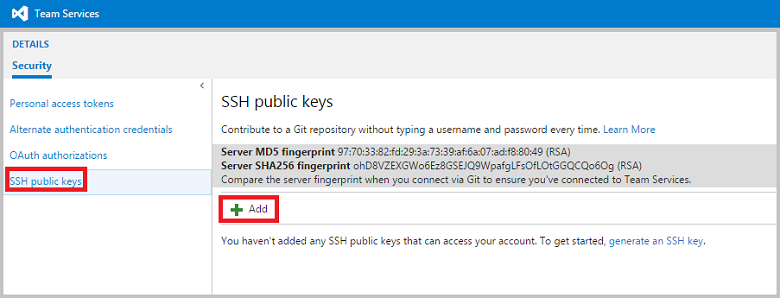 Team Services
DETAILS
Security
Personal access tokens
Alternate authentication credentials
OAuth authorizations
SSH public keys
SSH public keys
Contribute to a Git repository without typing a username and password every time. Learn More
Server MD5 fingerprint 97:70:33:82:fd:29:3a:73:39:af:6a:07:ad:f8:80:49 (RSA)
Server SHA256 fingerprint ohD8VZEXGWo6Ez8GSEJQ9WpafgLFsOfLOtGGQCQo6Og (RSA)
Compare the server fingerprint when you connect via Git to ensure you've connected to Team Services.
Add
You haven't added any SSH public keys that can access your account. To get started, generate an SSH key.